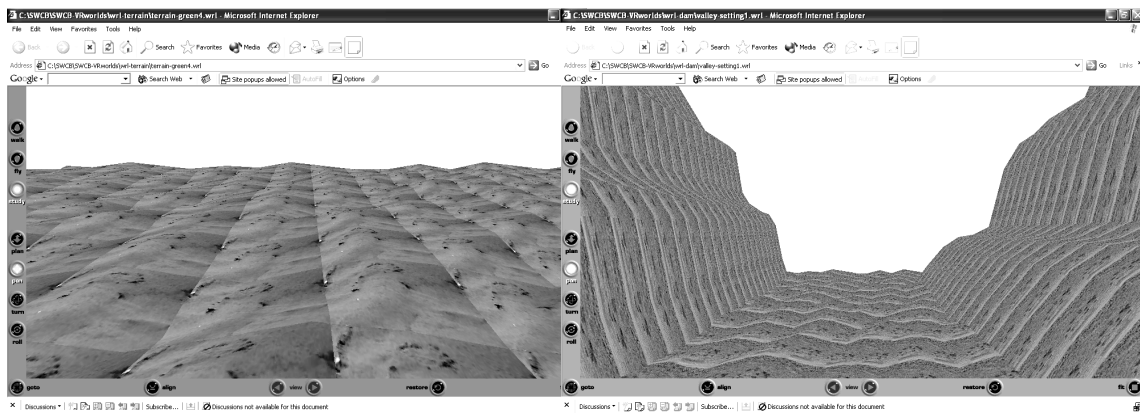 C:\SWCB\SWCB-VRworlds\wrl-terrain\terrain-green4.wrl - Microsoft Internet Explorer
File Edit View Favorites Tools Help
Back Search Favorites Media
Address C:\SWCB\SWCB-VRworlds\wrl-terrain\terrain-green4.wrl Go
Google Search Web Site popups allowed AutoFill Options
walk
fly
study
plan
pan
turn
roll
goto align view restore
Discussions Subscribe... Discussions not available for this document
C:\SWCB\SWCB-VRworlds\wrl-dam\valley-setting1.wrl - Microsoft Internet Explorer
File Edit View Favorites Tools Help
Back Search Favorites Media
Address C:\SWCB\SWCB-VRworlds\wrl-dam\valley-setting1.wrl Go Links
Google Search Web Site popups allowed AutoFill Options
walk
fly
study
plan
pan
turn
roll
goto align view restore fit
Discussions Subscribe... Discussions not available for this document